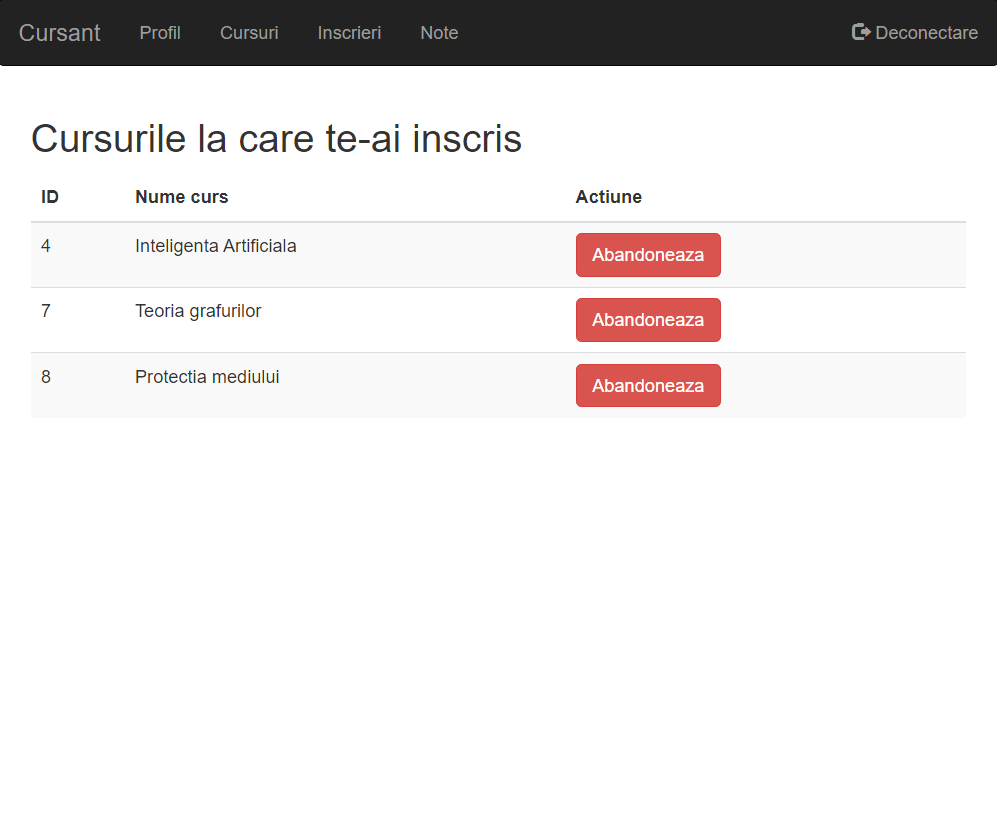 Cursant Profil Cursuri Inscrieri Note Deconectare
Cursurile la care te-ai inscris
ID Nume curs Actiune
4 Inteligenta Artificiala Abandoneaza
7 Teoria grafurilor Abandoneaza
8 Protectia mediului Abandoneaza